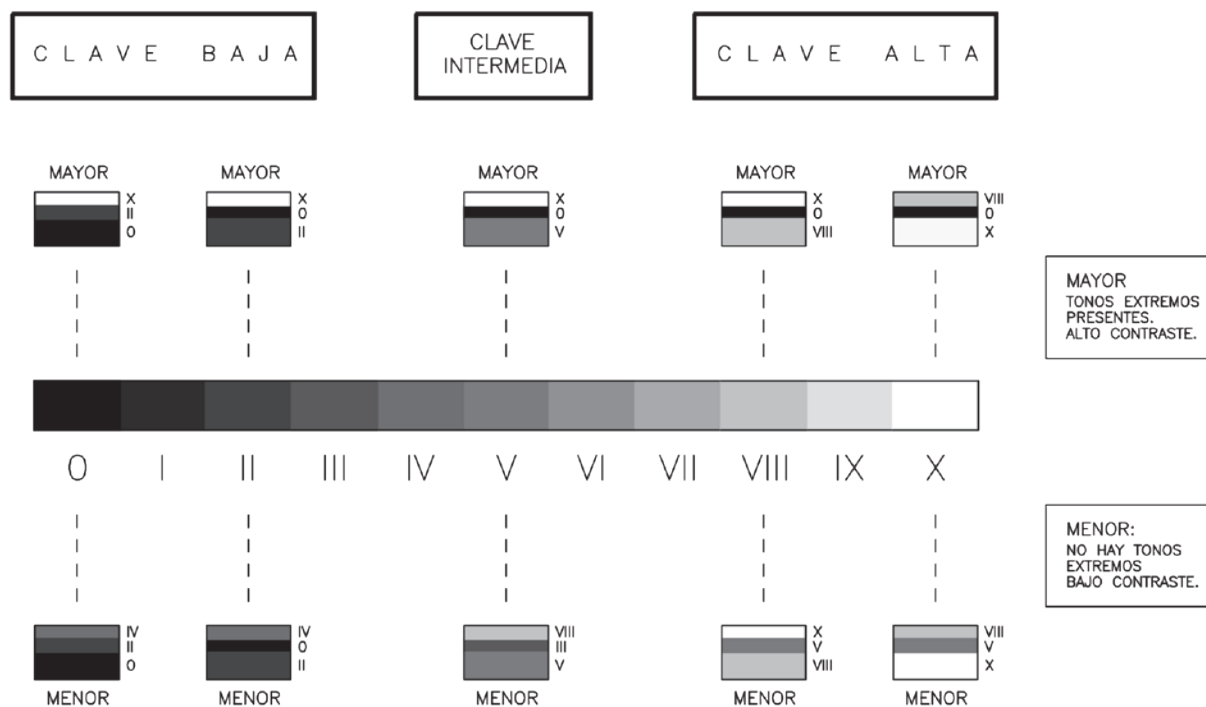 CLAVE BAJA
CLAVE
INTERMEDIA
CLAVE ALTA
MAYOR
X
II
0
MAYOR
X
0
II
MAYOR
X
0
V
MAYOR
X
0
VIII
MAYOR
VIII
0
X
MAYOR
TONOS EXTREMOS
PRESENTES.
ALTO CONTRASTE.
0 I II III IV V VI VII VIII IX X
MENOR:
NO HAY TONOS
EXTREMOS
BAJO CONTRASTE.
IV
II
0
MENOR
IV
0
II
MENOR
VIII
III
V
MENOR
X
V
VIII
MENOR
VIII
V
X
MENOR